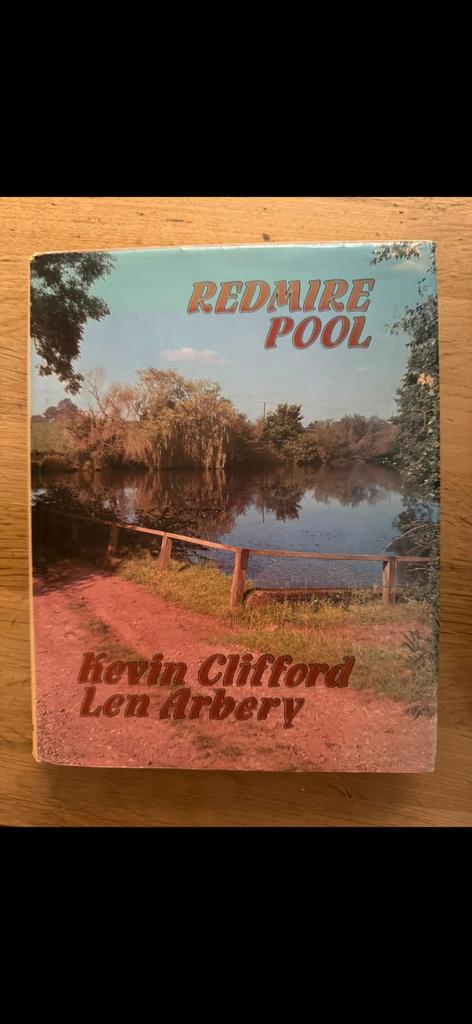 REDMIRE
POOL
Kevin Clifford
Len Arbery